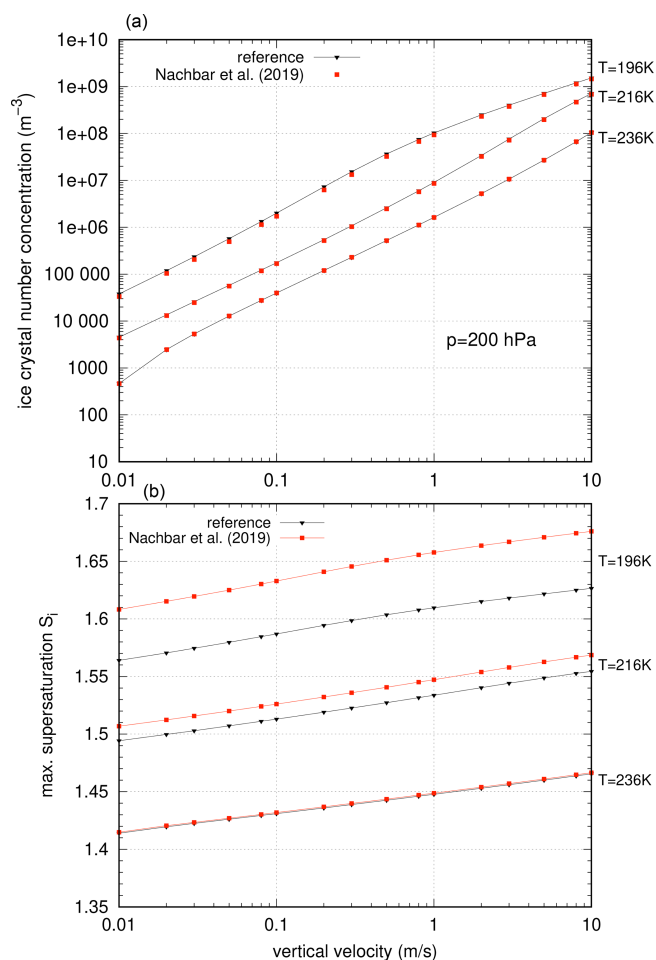 (a)
1e+10
1e+09
1e+08
1e+07
1e+06
100 000
10 000
1000
100
10
ice crystal number concentration (m⁻³)
reference
Nachbar et al. (2019)
T=196K
T=216K
T=236K
p=200 hPa
0.01
0.1
1
10
(b)
1.7
1.65
1.6
1.55
1.5
1.45
1.4
1.35
max. supersaturation Sᵢ
reference
Nachbar et al. (2019)
T=196K
T=216K
T=236K
0.01
0.1
1
10
vertical velocity (m/s)